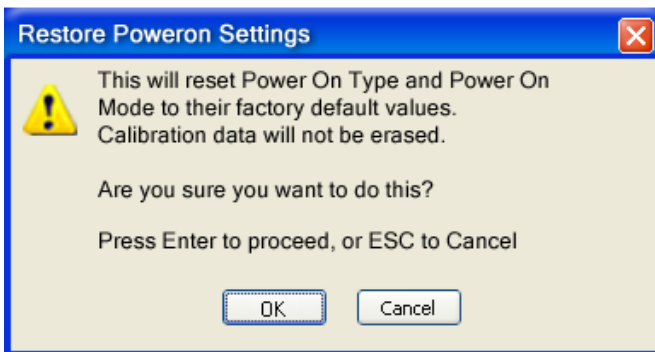 Restore Poweron Settings
This will reset Power On Type and Power On
Mode to their factory default values.
Calibration data will not be erased.
Are you sure you want to do this?
Press Enter to proceed, or ESC to Cancel
OK
Cancel